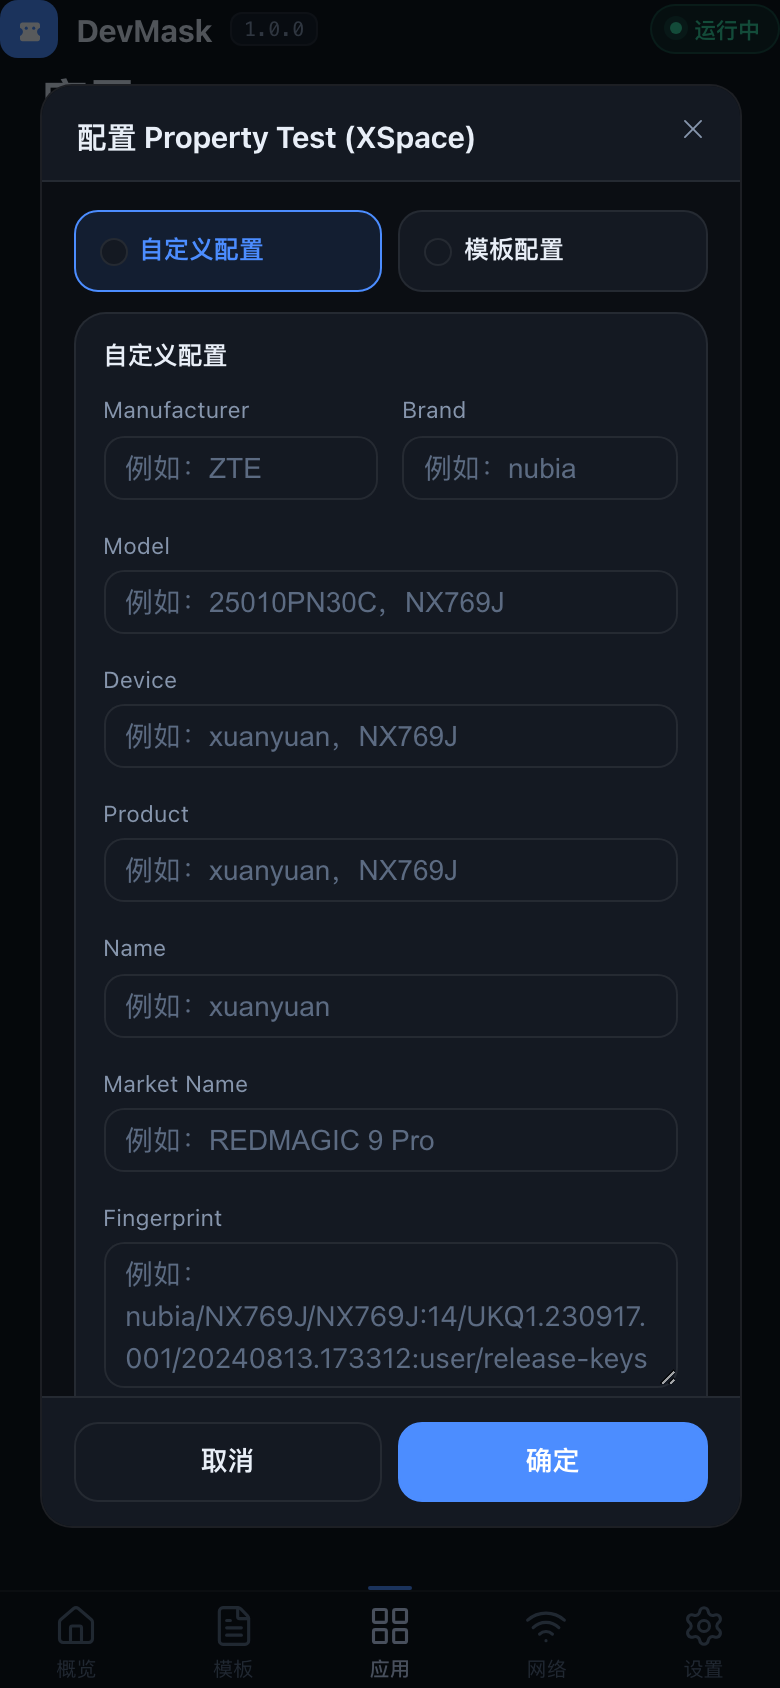 DevMask 1.0.0 运行中
配置 Property Test (XSpace)
自定义配置 模板配置
自定义配置
Manufacturer Brand
例如：ZTE 例如：nubia
Model
例如：25010PN30C，NX769J
Device
例如：xuanyuan，NX769J
Product
例如：xuanyuan，NX769J
Name
例如：xuanyuan
Market Name
例如：REDMAGIC 9 Pro
Fingerprint
例如：
nubia/NX769J/NX769J:14/UKQ1.230917.
001/20240813.173312:user/release-keys
取消 确定
概览 模板 应用 网络 设置